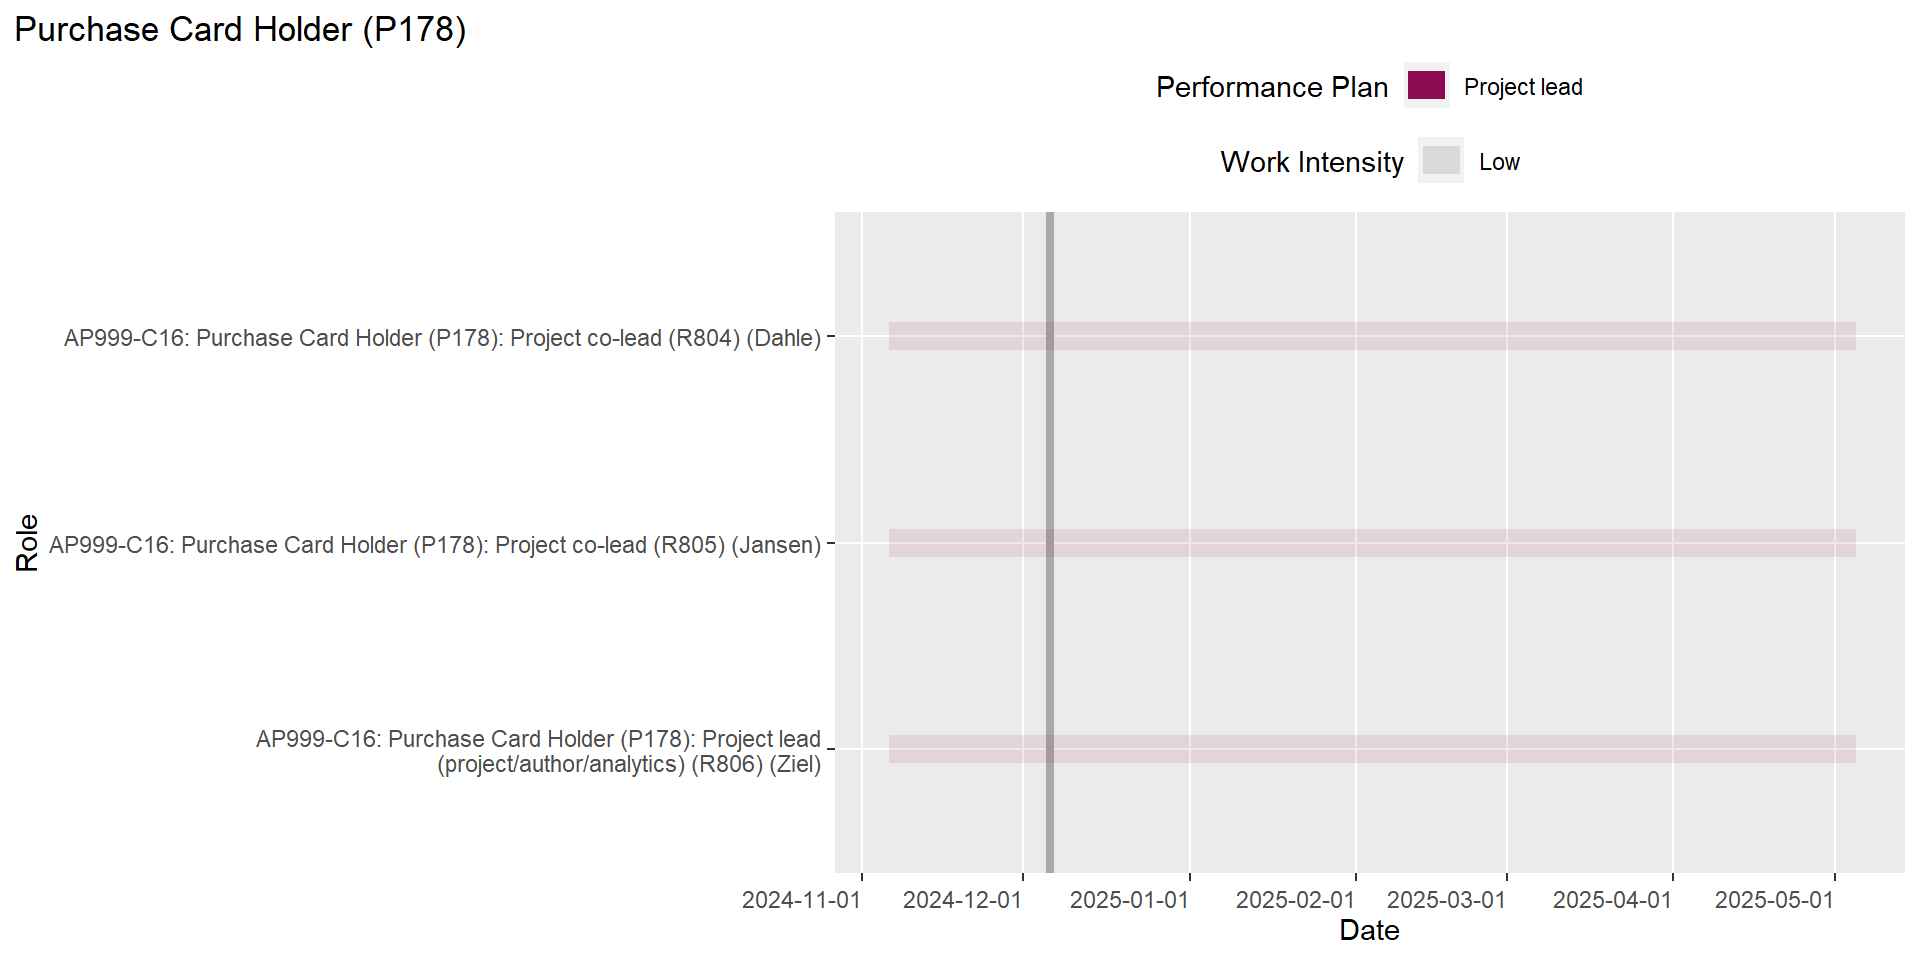 Purchase Card Holder (P178)
Performance Plan
Project lead
Work Intensity
Low
Role
AP999-C16: Purchase Card Holder (P178): Project co-lead (R804) (Dahle)
AP999-C16: Purchase Card Holder (P178): Project co-lead (R805) (Jansen)
AP999-C16: Purchase Card Holder (P178): Project lead
(project/author/analytics) (R806) (Ziel)
2024-11-01
2024-12-01
2025-01-01
2025-02-01
2025-03-01
2025-04-01
2025-05-01
Date